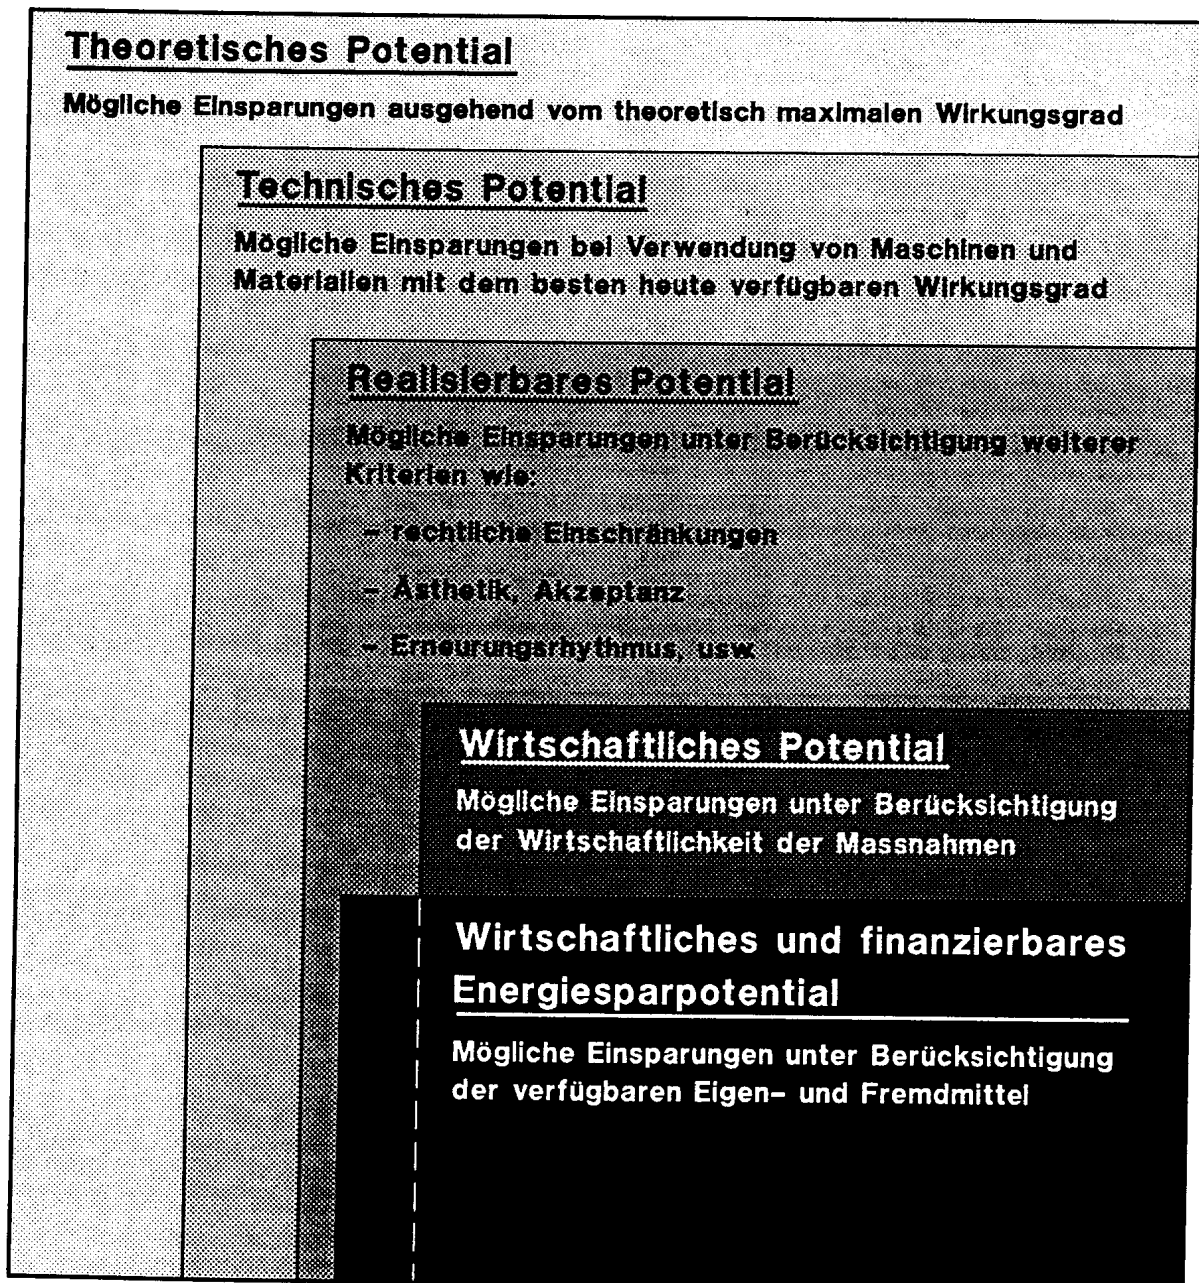 Theoretisches Potential
Mögliche Einsparungen ausgehend vom theoretisch maximalen Wirkungsgrad
Technisches Potential
Mögliche Einsparungen bei Verwendung von Maschinen und
Materialien mit dem besten heute verfügbaren Wirkungsgrad
Realisierbares Potential
Mögliche Einsparungen unter Berücksichtigung weiterer
Kriterien wie:
– rechtliche Einschränkungen
– Ästhetik, Akzeptanz
– Erneurungsrhythmus, usw.
Wirtschaftliches Potential
Mögliche Einsparungen unter Berücksichtigung
der Wirtschaftlichkeit der Massnahmen
Wirtschaftliches und finanzierbares
Energiesparpotential
Mögliche Einsparungen unter Berücksichtigung
der verfügbaren Eigen– und Fremdmittel